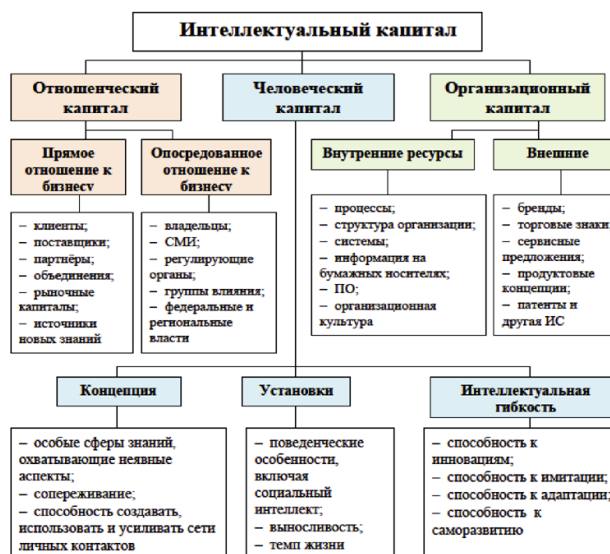 Интеллектуальный капитал
Отношенческий
капитал
Человеческий
капитал
Организационный
капитал
Прямое
отношение к
бизнесу
Опосредованное
отношение к
бизнесу
Внутренние ресурсы
Внешние
– клиенты;
– поставщики;
– партнёры;
– объединения;
– рыночные
капиталы;
– источники
новых знаний
– владельцы;
– СМИ;
– регулирующие
органы;
– группы влияния;
– федеральные и
региональные
власти
– процессы;
– структура организации;
– системы;
– информация на
бумажных носителях;
– ПО;
– организационная
культура
– бренды;
– торговые знаки;
– сервисные
предложения;
– продуктовые
концепции;
– патенты и
другая ИС
Концепция
Установки
Интеллектуальная
гибкость
– особые сферы знаний,
охватывающие неявные
аспекты;
– сопереживание;
– способность создавать,
использовать и усиливать сети
личных контактов
– поведенческие
особенности,
включая
социальный
интеллект;
– выносливость;
– темп жизни
– способность к
инновациям;
– способность к имитации;
– способность к адаптации;
– способность к
саморазвитию